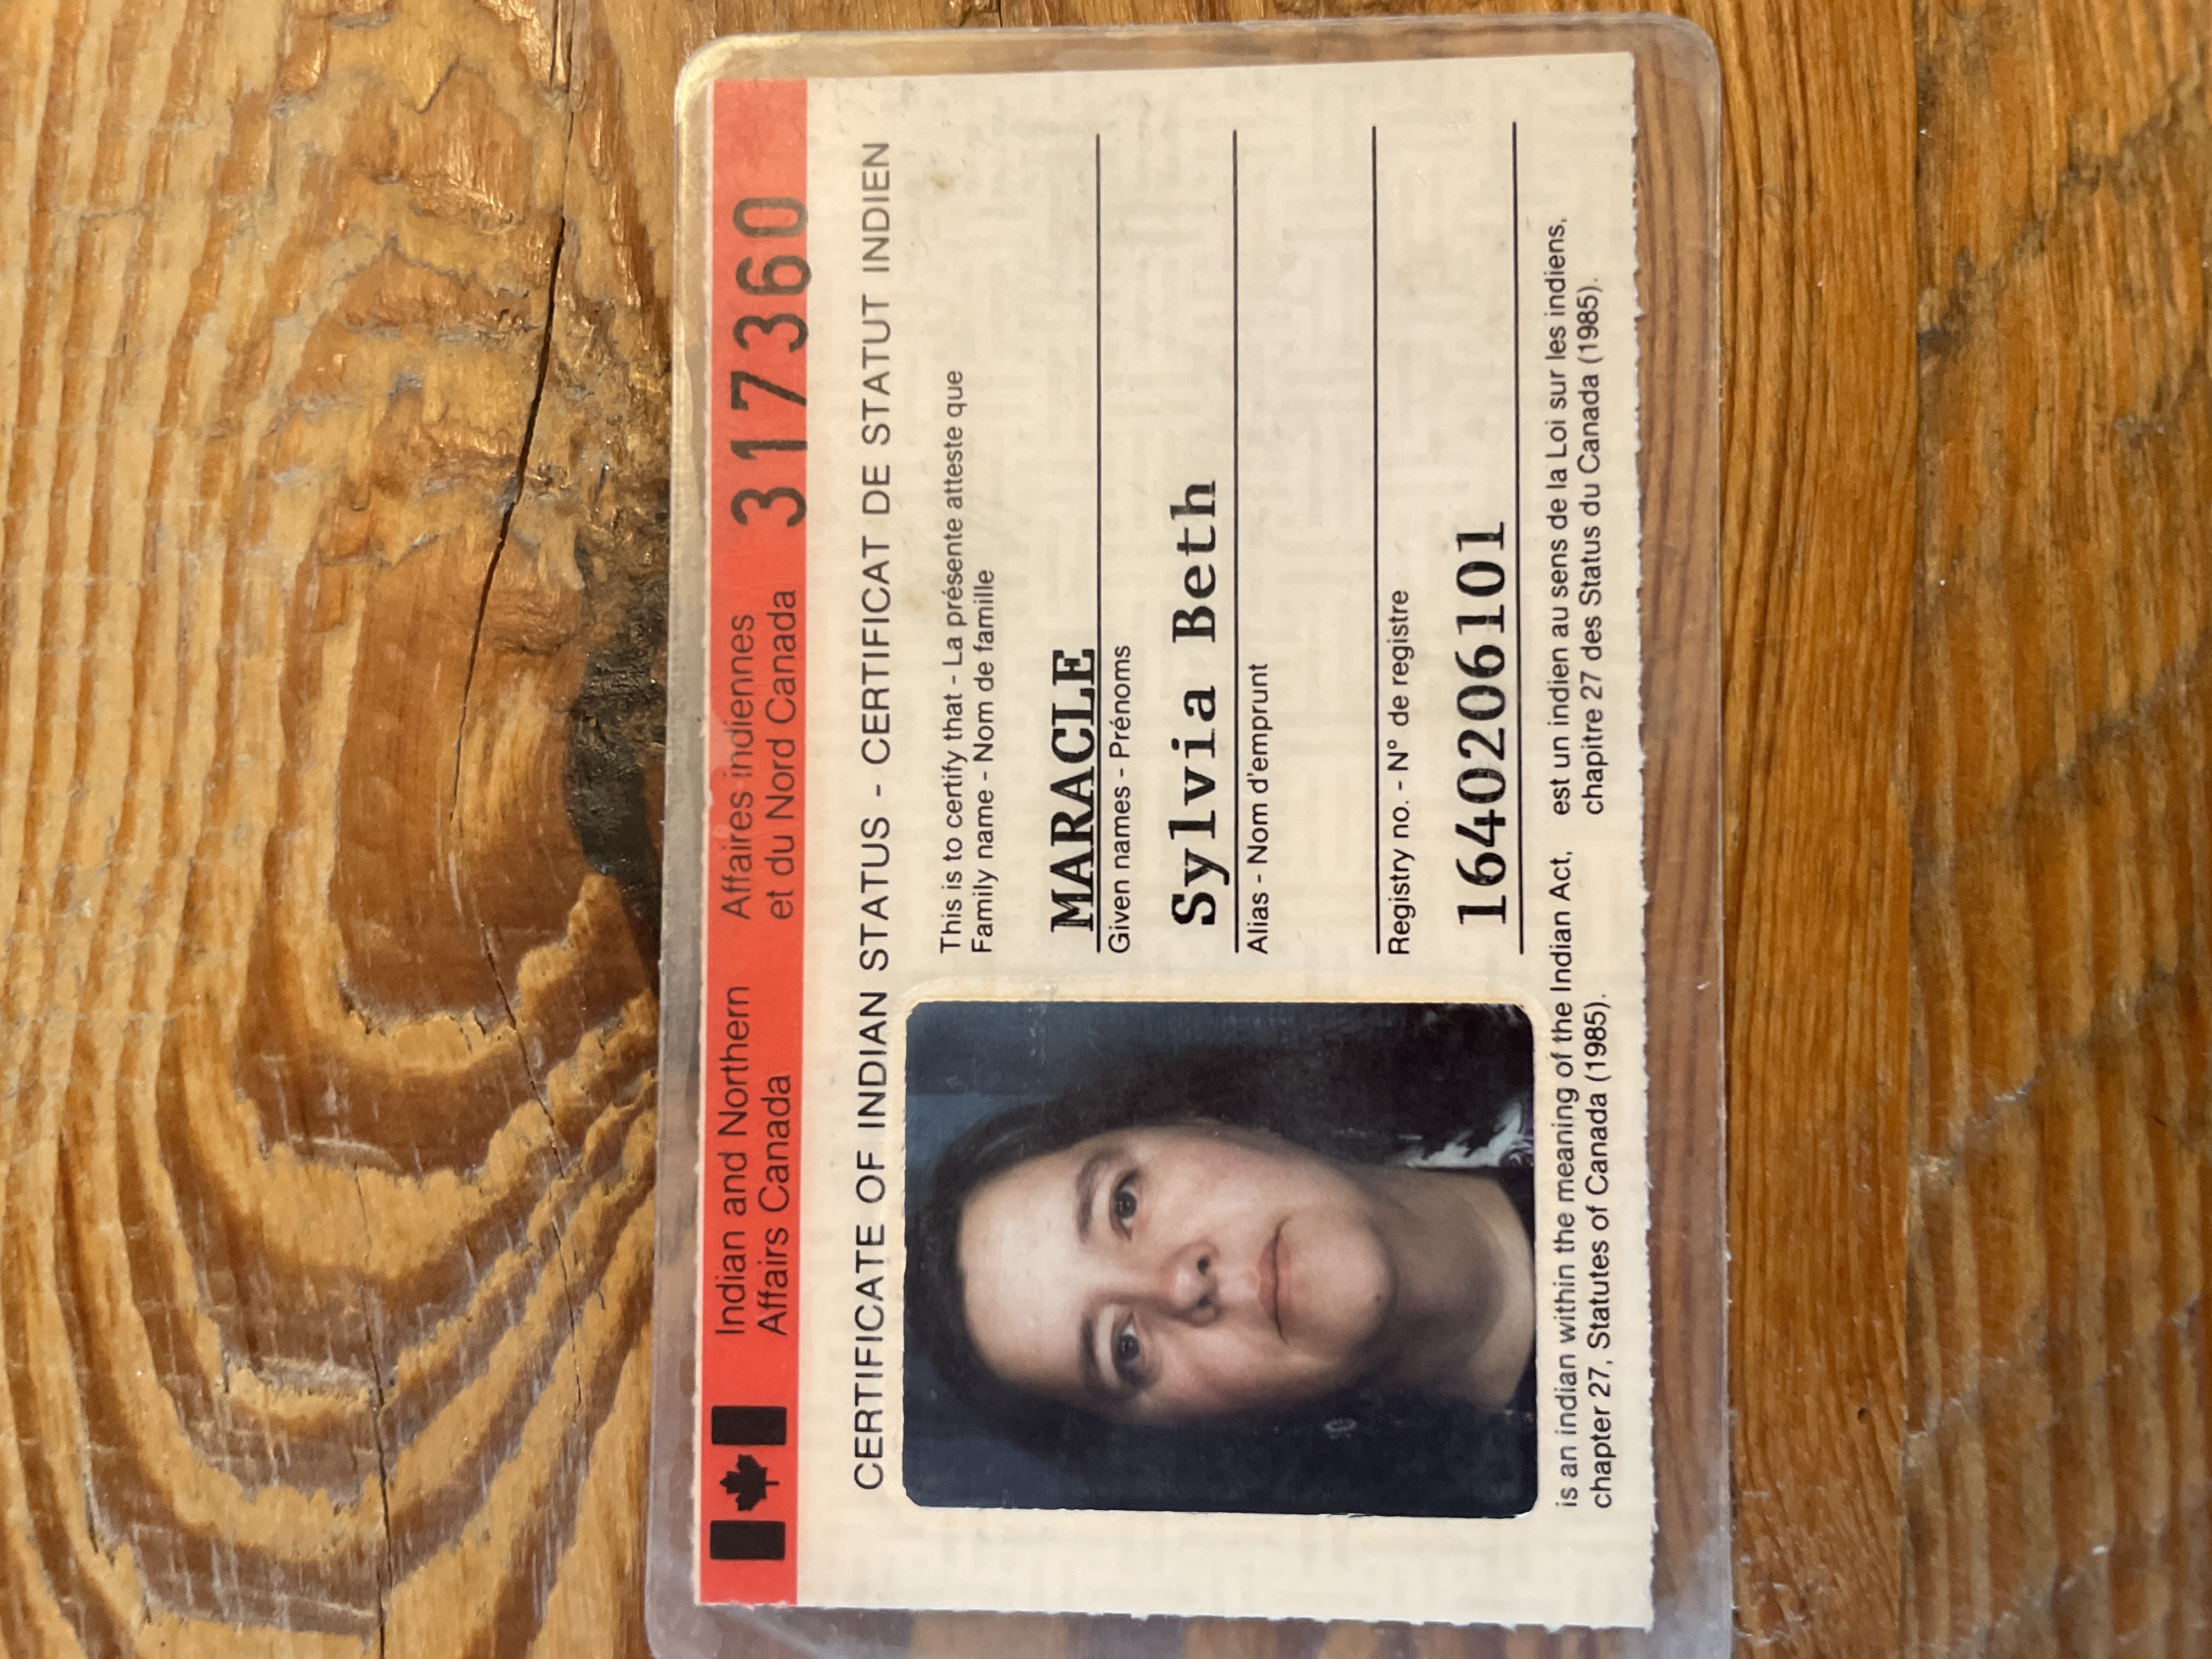 Indian and Northern
Affairs Canada
Affaires indiennes
et du Nord Canada
317360
CERTIFICATE OF INDIAN STATUS - CERTIFICAT DE STATUT INDIEN
This is to certify that - La présente atteste que
Family name - Nom de famille
MARACLE
Given names - Prénoms
Sylvia Beth
Alias - Nom d'emprunt
Registry no. - N° de registre
1640206101
is an indian within the meaning of the Indian Act,
chapter 27, Statutes of Canada (1985).
est un indien au sens de la Loi sur les indiens,
chapitre 27 des Status du Canada (1985).